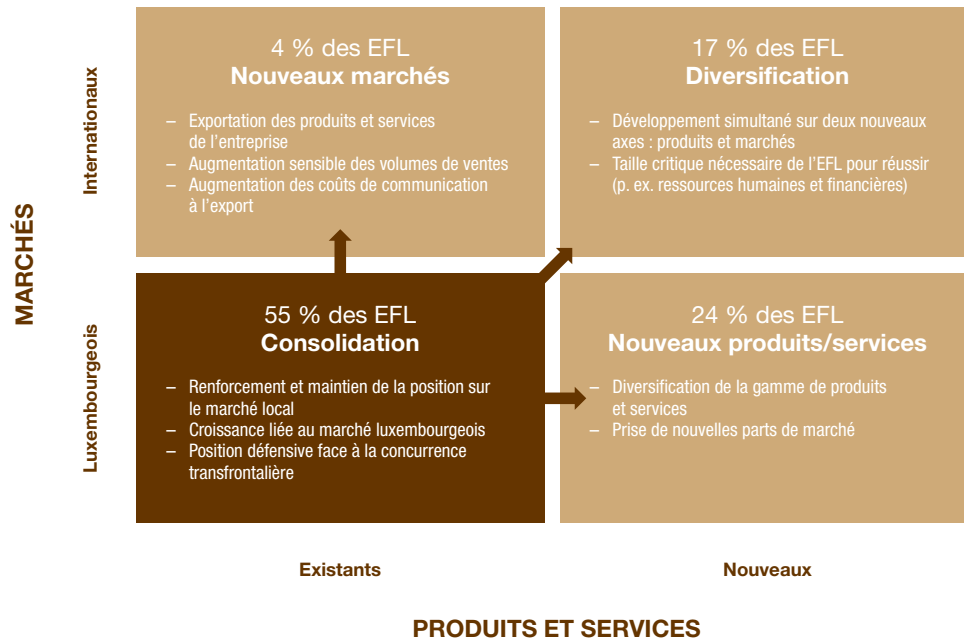 MARCHÉS
Internationaux
4 % des EFL
Nouveaux marchés
– Exportation des produits et services
de l’entreprise
– Augmentation sensible des volumes de ventes
– Augmentation des coûts de communication
à l’export
17 % des EFL
Diversification
– Développement simultané sur deux nouveaux
axes : produits et marchés
– Taille critique nécessaire de l’EFL pour réussir
(p. ex. ressources humaines et financières)
Luxembourgeois
55 % des EFL
Consolidation
– Renforcement et maintien de la position sur
le marché local
– Croissance liée au marché luxembourgeois
– Position défensive face à la concurrence
transfrontalière
24 % des EFL
Nouveaux produits/services
– Diversification de la gamme de produits
et services
– Prise de nouvelles parts de marché
Existants
Nouveaux
PRODUITS ET SERVICES